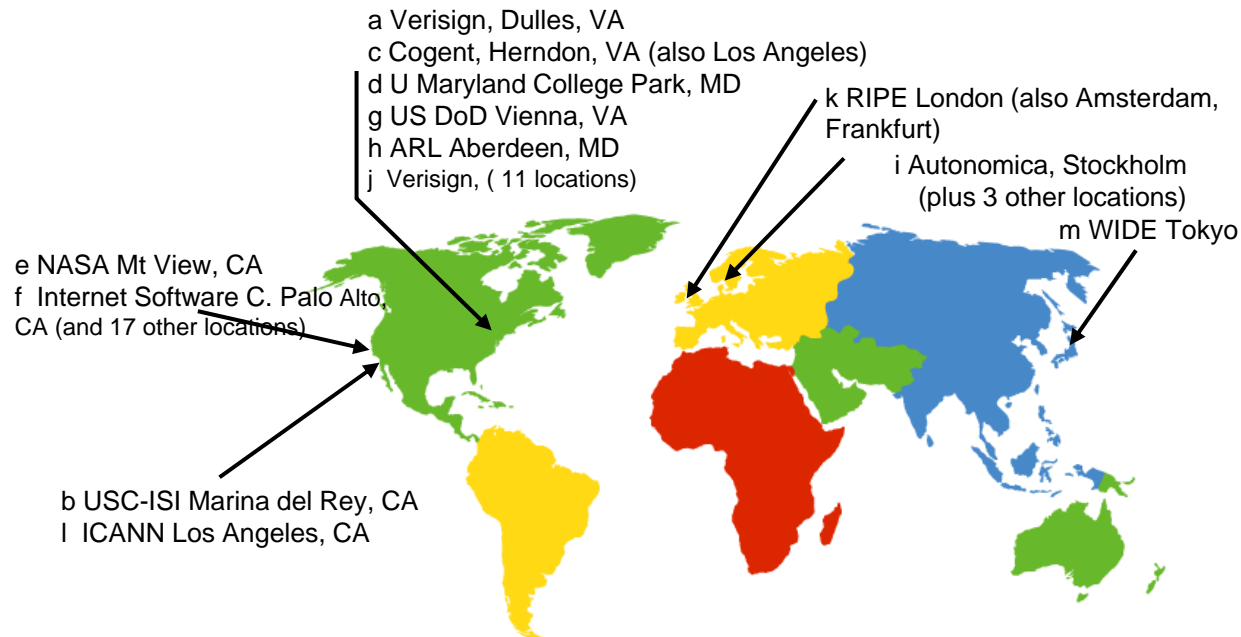 a Verisign, Dulles, VA
c Cogent, Herndon, VA (also Los Angeles)
d U Maryland College Park, MD
g US DoD Vienna, VA
h ARL Aberdeen, MD
j Verisign, ( 11 locations)
k RIPE London (also Amsterdam,
Frankfurt)
i Autonomica, Stockholm
(plus 3 other locations)
m WIDE Tokyo
e NASA Mt View, CA
f Internet Software C. Palo Alto,
CA (and 17 other locations)
b USC-ISI Marina del Rey, CA
l ICANN Los Angeles, CA